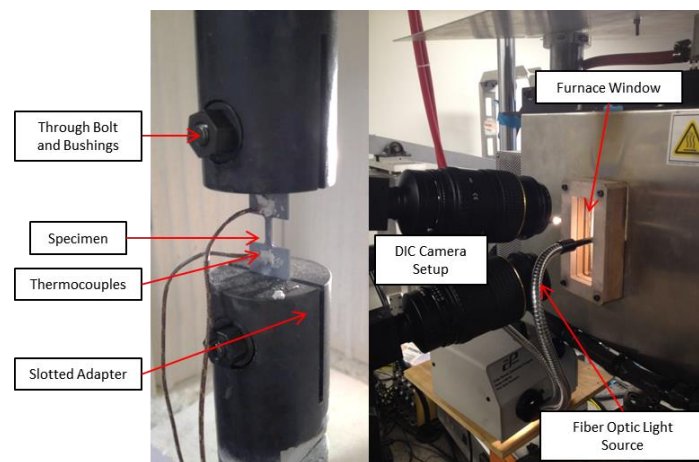 Through Bolt
and Bushings
Specimen
Thermocouples
Slotted Adapter
Furnace Window
DIC Camera
Setup
Fiber Optic Light
Source